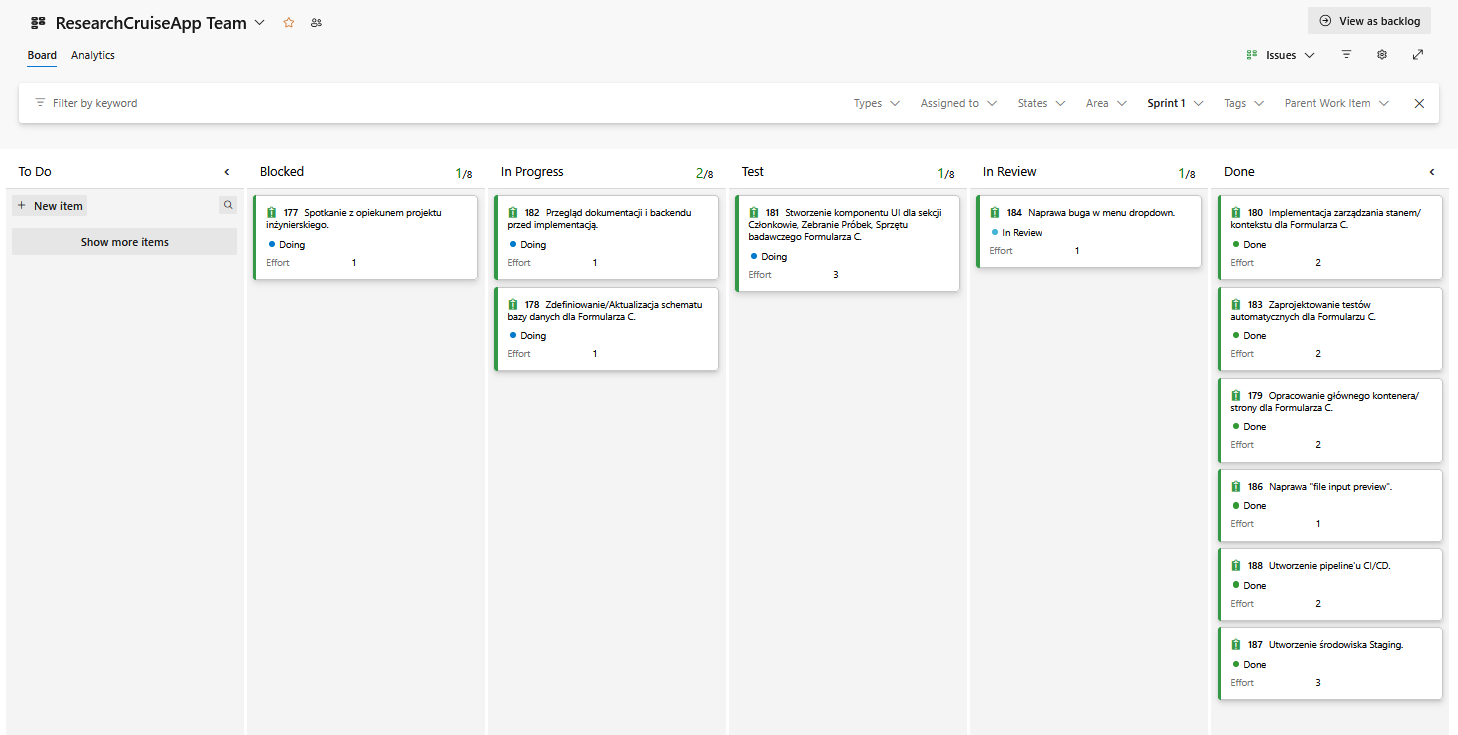 ResearchCruiseApp Team
View as backlog
Board Analytics
Issues
Filter by keyword
Types Assigned to States Area Sprint 1 Tags Parent Work Item
To Do
New item
Show more items
Blocked 1/8
177 Spotkanie z opiekunem projektu
inżynierskiego.
Doing
Effort 1
In Progress 2/8
182 Przegląd dokumentacji i backendu
przed implementacją.
Doing
Effort 1
178 Zdefiniowanie/Aktualizacja schematu
bazy danych dla Formularza C.
Doing
Effort 1
Test 1/8
181 Stworzenie komponentu UI dla sekcji
Członkowie, Zebranie Próbek, Sprzętu
badawczego Formularza C.
Doing
Effort 3
In Review 1/8
184 Naprawa buga w menu dropdown.
In Review
Effort 1
Done
180 Implementacja zarządzania stanem/
kontekstu dla Formularza C.
Done
Effort 2
183 Zaprojektowanie testów
automatycznych dla Formularzu C.
Done
Effort 2
179 Opracowanie głównego kontenera/
strony dla Formularza C.
Done
Effort 2
186 Naprawa "file input preview".
Done
Effort 1
188 Utworzenie pipeline'u CI/CD.
Done
Effort 2
187 Utworzenie środowiska Staging.
Done
Effort 3